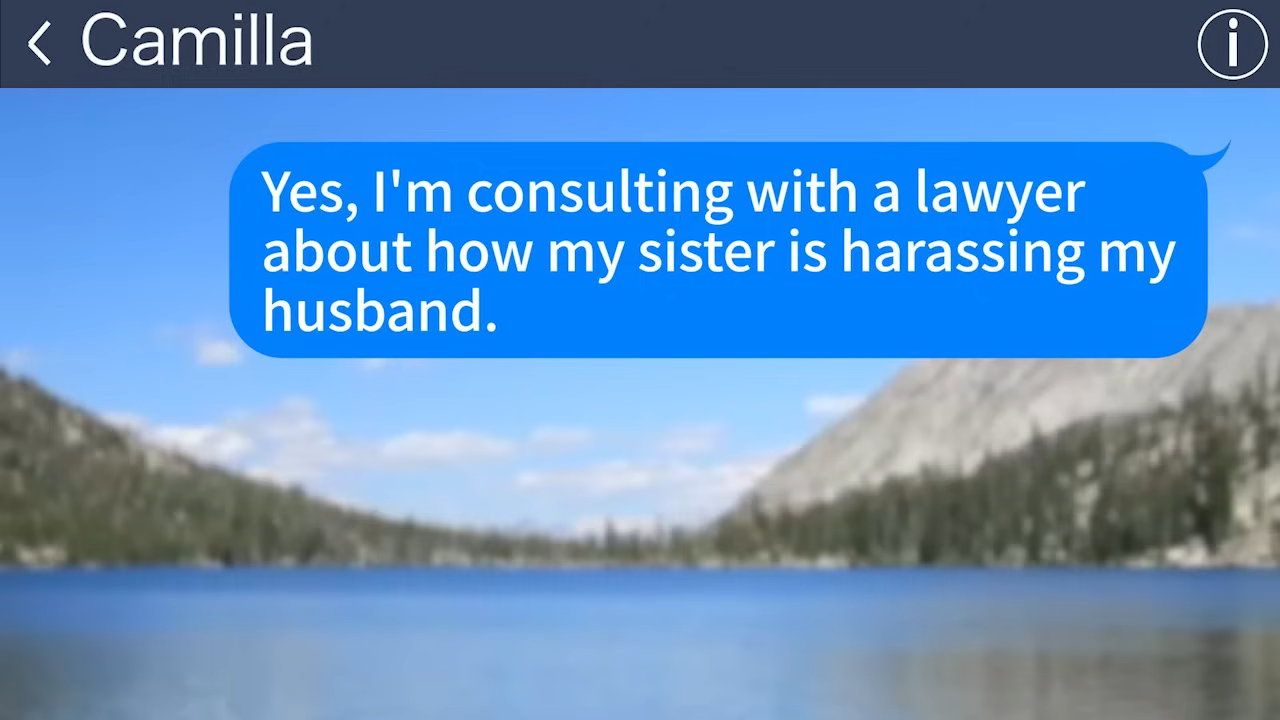 Camilla
Yes, I'm consulting with a lawyer
about how my sister is harassing my
husband.